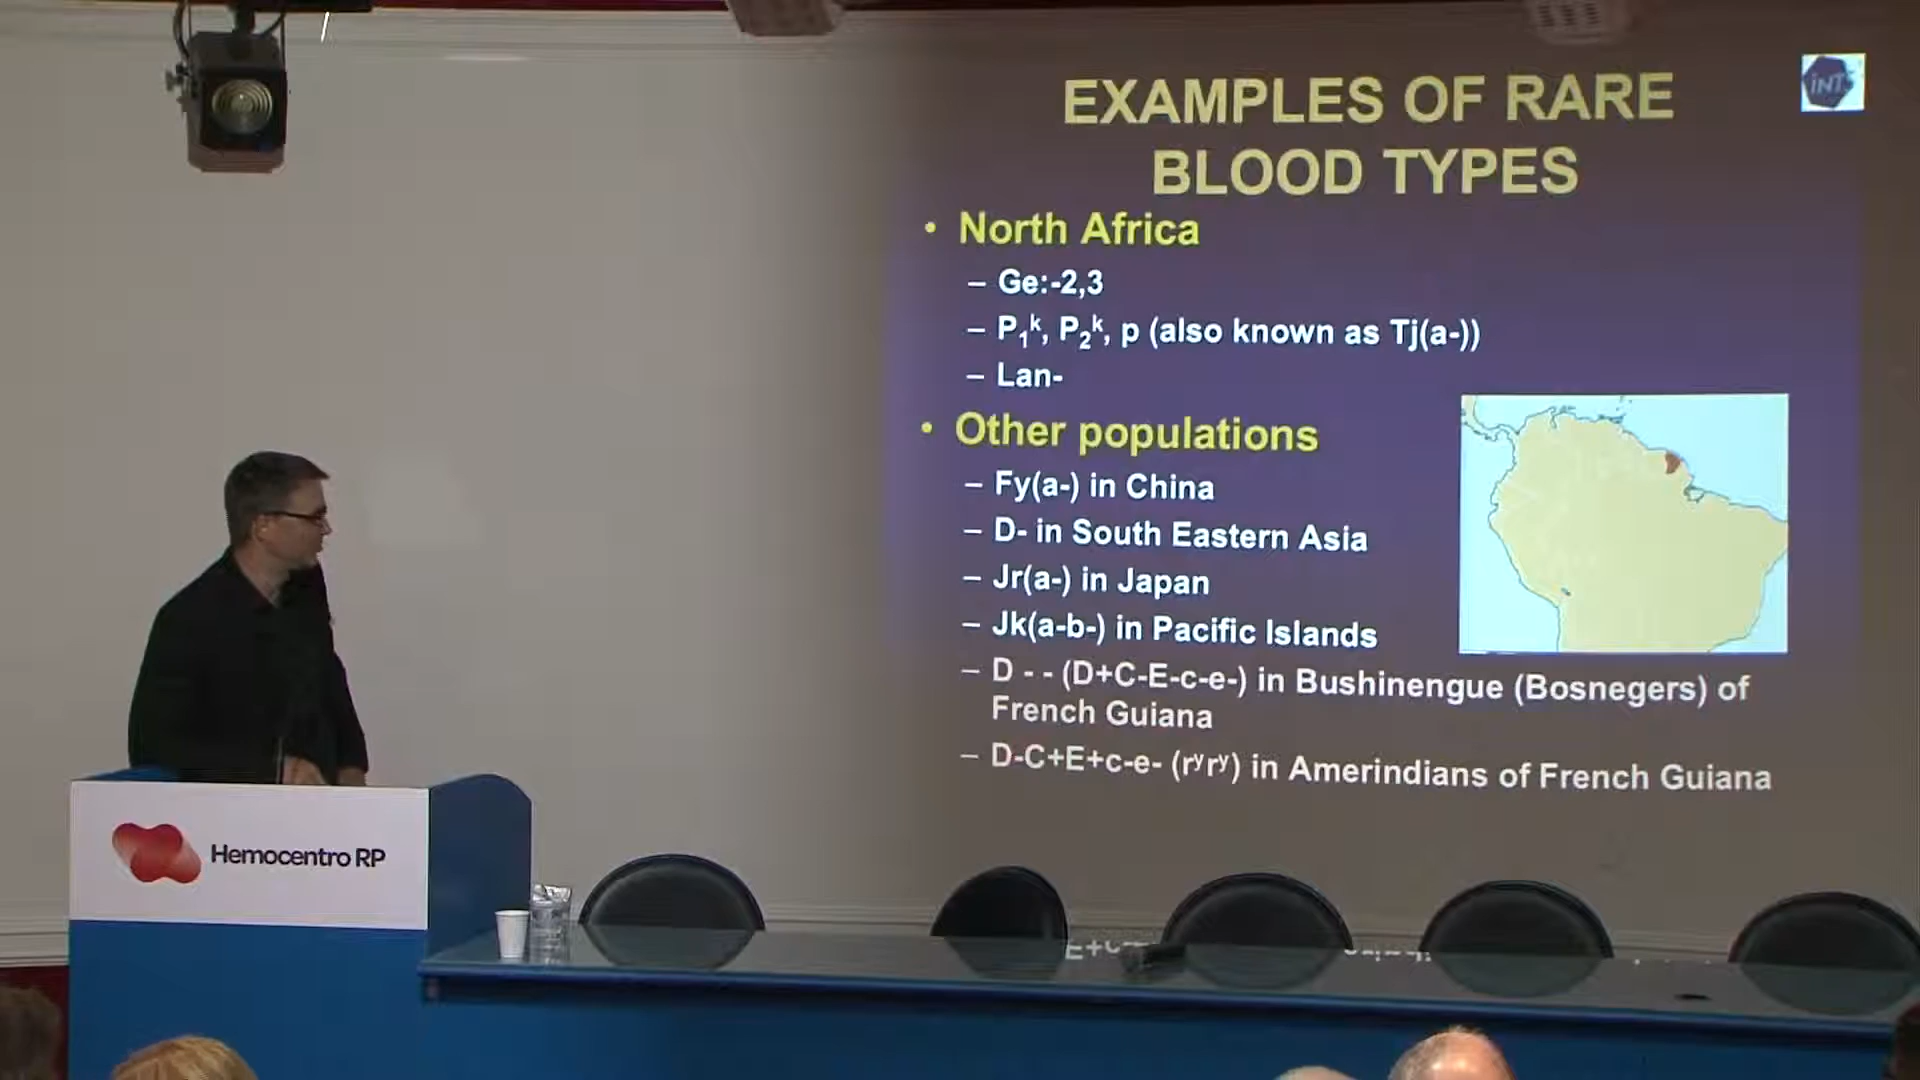 iNTS
EXAMPLES OF RARE
BLOOD TYPES
• North Africa
– Ge:-2,3
– P₁ᵏ, P₂ᵏ, p (also known as Tj(a-))
– Lan-
• Other populations
– Fy(a-) in China
– D- in South Eastern Asia
– Jr(a-) in Japan
– Jk(a-b-) in Pacific Islands
– D - - (D+C-E-c-e-) in Bushinengue (Bosnegers) of
French Guiana
– D-C+E+c-e- (rʸrʸ) in Amerindians of French Guiana
Hemocentro RP